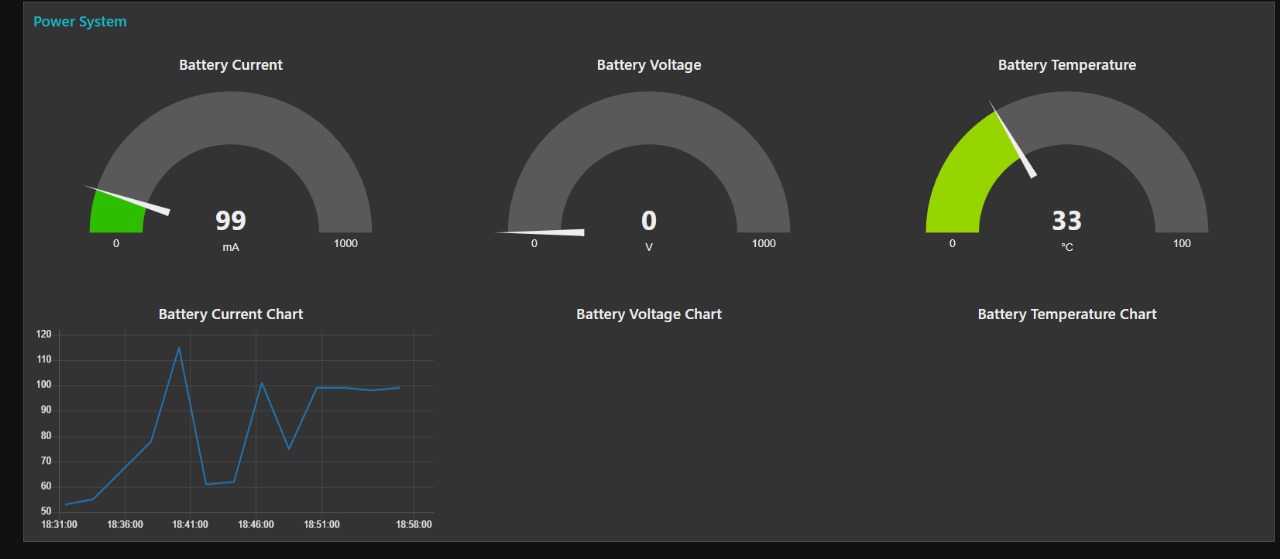 Power System
Battery Current
99
mA
0
1000
Battery Voltage
0
V
0
1000
Battery Temperature
33
°C
0
100
Battery Current Chart
120
110
100
90
80
70
60
50
18:31:00 18:36:00 18:41:00 18:46:00 18:51:00 18:58:00
Battery Voltage Chart
Battery Temperature Chart